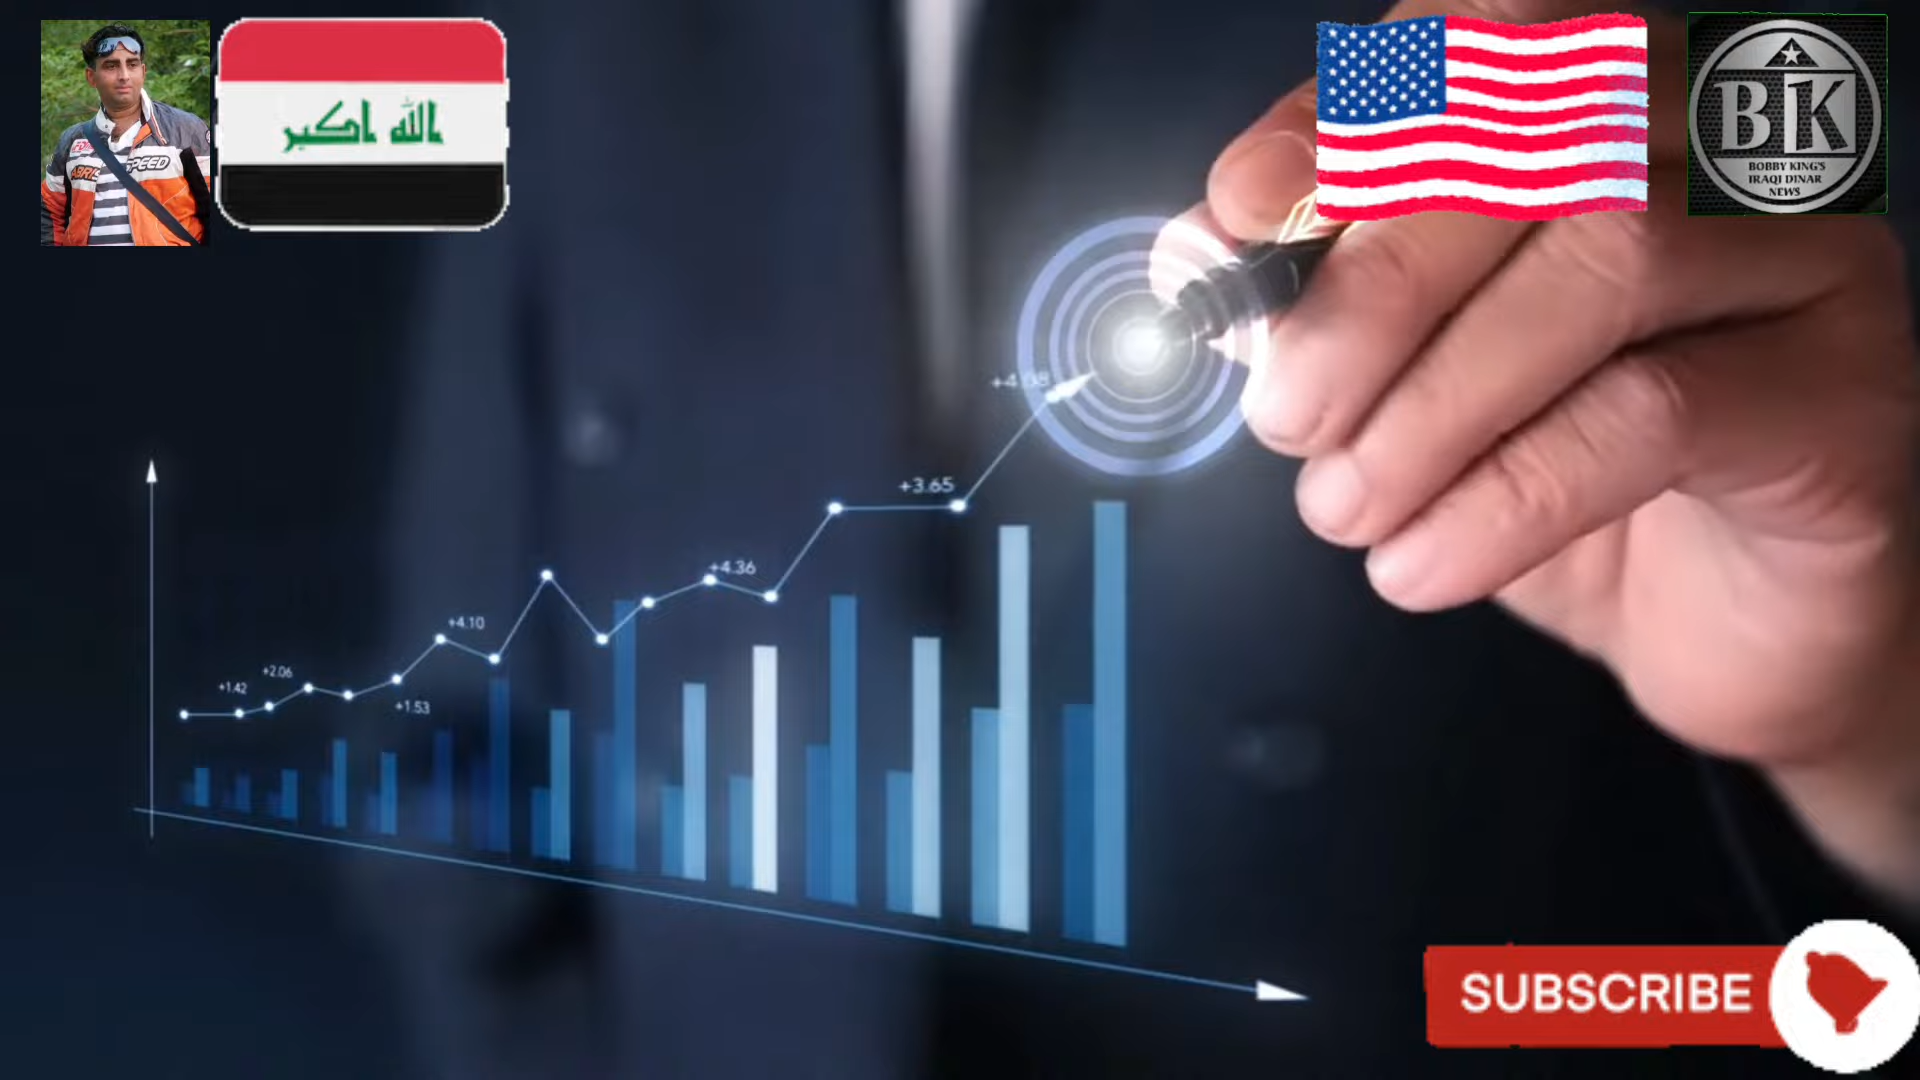 الله اكبر
BK
BOBBY KING'S
IRAQI DINAR
NEWS
SPEED
+3.65
+4.36
+4.10
+2.06
+1.42
+1.53
SUBSCRIBE